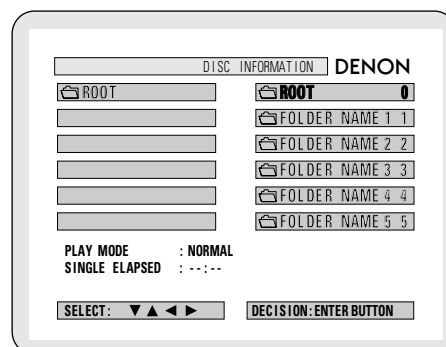 DISC INFORMATION DENON
ROOT ROOT 0
FOLDER NAME 1 1
FOLDER NAME 2 2
FOLDER NAME 3 3
FOLDER NAME 4 4
FOLDER NAME 5 5
PLAY MODE : NORMAL
SINGLE ELAPSED : --:--
SELECT: ▼ ▲ ◄ ► DECISION: ENTER BUTTON